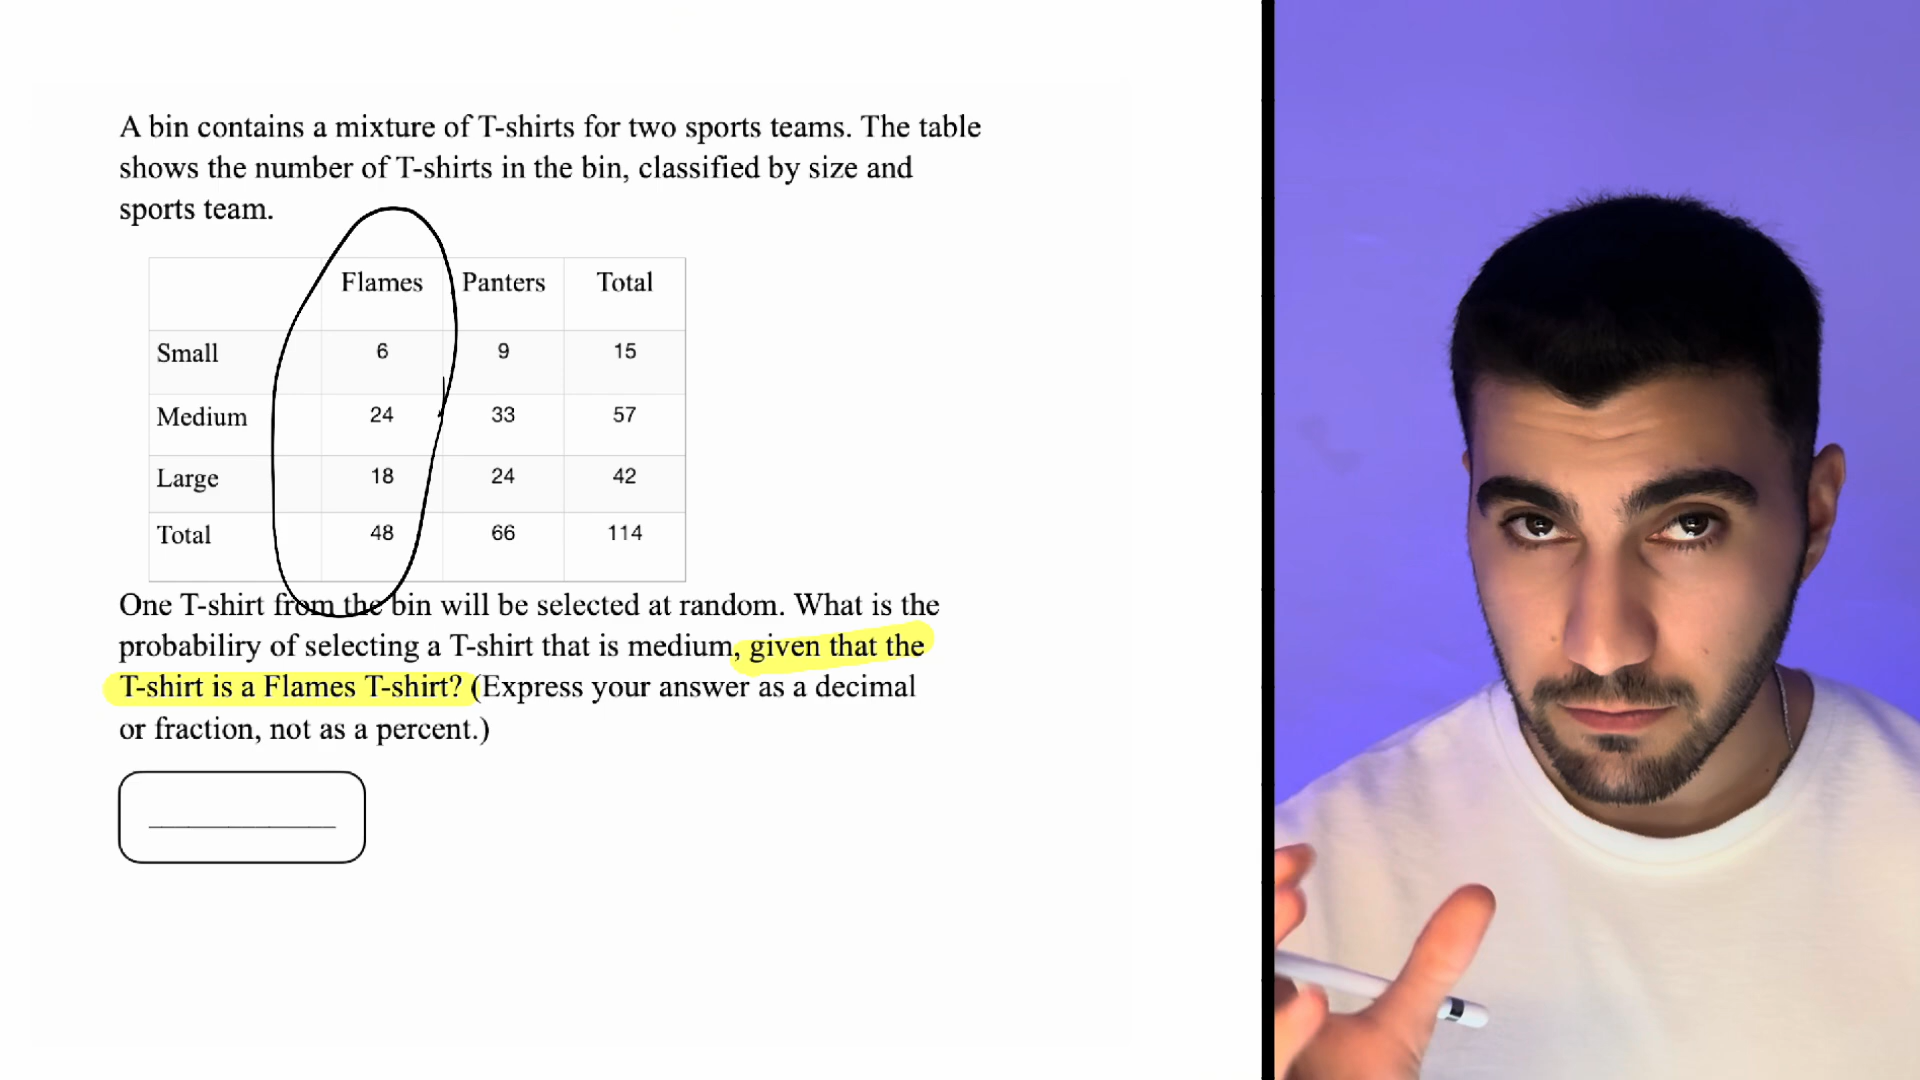 A bin contains a mixture of T-shirts for two sports teams. The table
shows the number of T-shirts in the bin, classified by size and
sports team.
Flames Panters Total
Small 6 9 15
Medium 24 33 57
Large 18 24 42
Total 48 66 114
One T-shirt from the bin will be selected at random. What is the
probabiliry of selecting a T-shirt that is medium, given that the
T-shirt is a Flames T-shirt? (Express your answer as a decimal
or fraction, not as a percent.)